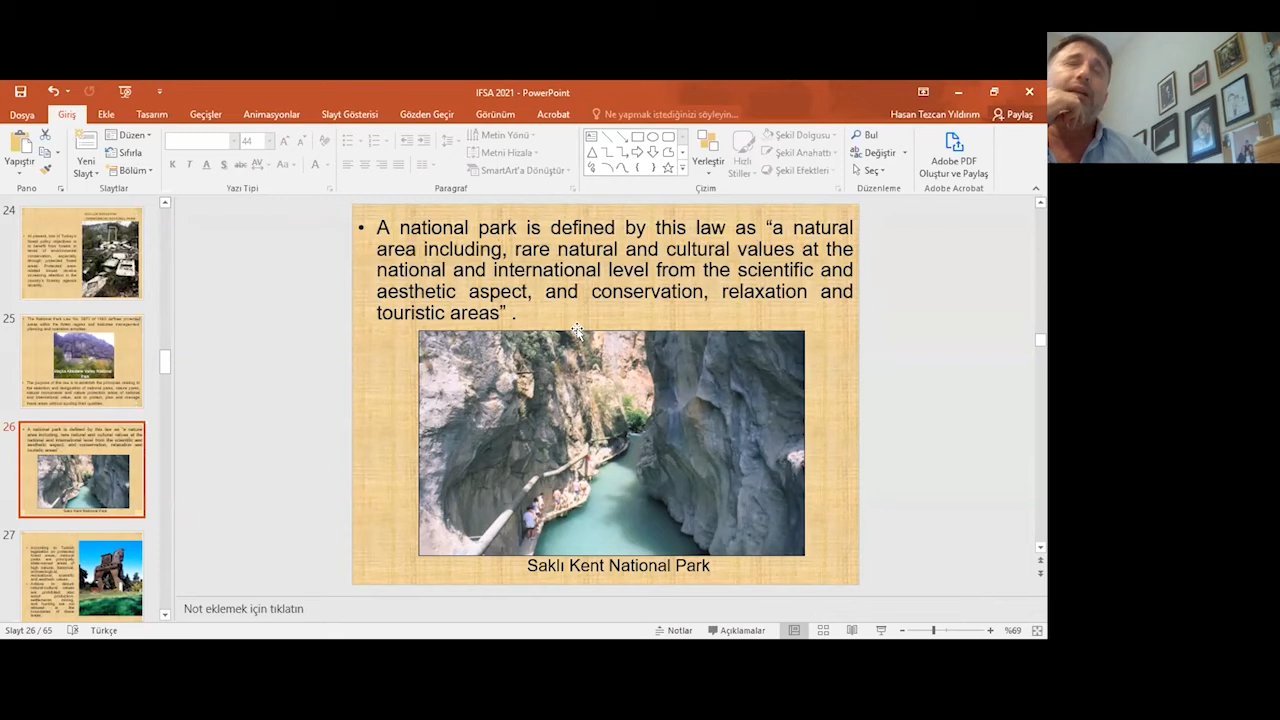 IFSA 2021 - PowerPoint
Dosya Giriş Ekle Tasarım Geçişler Animasyonlar Slayt Gösterisi Gözden Geçir Görünüm Acrobat Ne yapmak istediğinizi söyleyin... Hasan Tezcan Yıldırım Paylaş
Yapıştır
Yeni
Slayt
Düzen
Sıfırla
Bölüm
44
K T A S abc AV Aa A
Metin Yönü
Metni Hizala
SmartArt'a Dönüştür
Yerleştir
Hızlı
Stiller
Şekil Dolgusu
Şekil Anahattı
Şekil Efektleri
Bul
Değiştir
Seç
Adobe PDF
Oluştur ve Paylaş
Pano Slaytlar Yazı Tipi Paragraf Çizim Düzenleme Adobe Acrobat
24
25
26
27
• A national park is defined by this law as “a natural
area including, rare natural and cultural values at the
national and international level from the scientific and
aesthetic aspect, and conservation, relaxation and
touristic areas” .
Saklı Kent National Park
Not eklemek için tıklatın
Slayt 26 / 65 Türkçe Notlar Açıklamalar %69